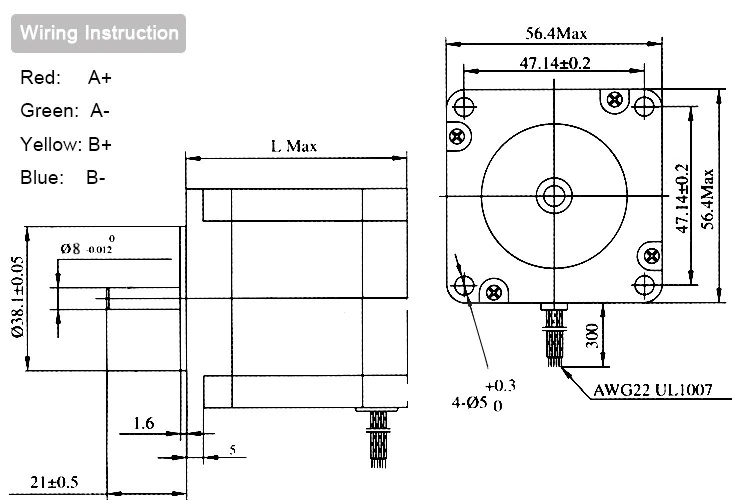 Wiring Instruction
Red: A+
Green: A-
Yellow: B+
Blue: B-
56.4Max
47.14±0.2
L Max
47.14±0.2
56.4Max
Ø8 0 -0.012
Ø38.1±0.05
300
+0.3
4-Ø5 0
AWG22 UL1007
1.6
5
21±0.5